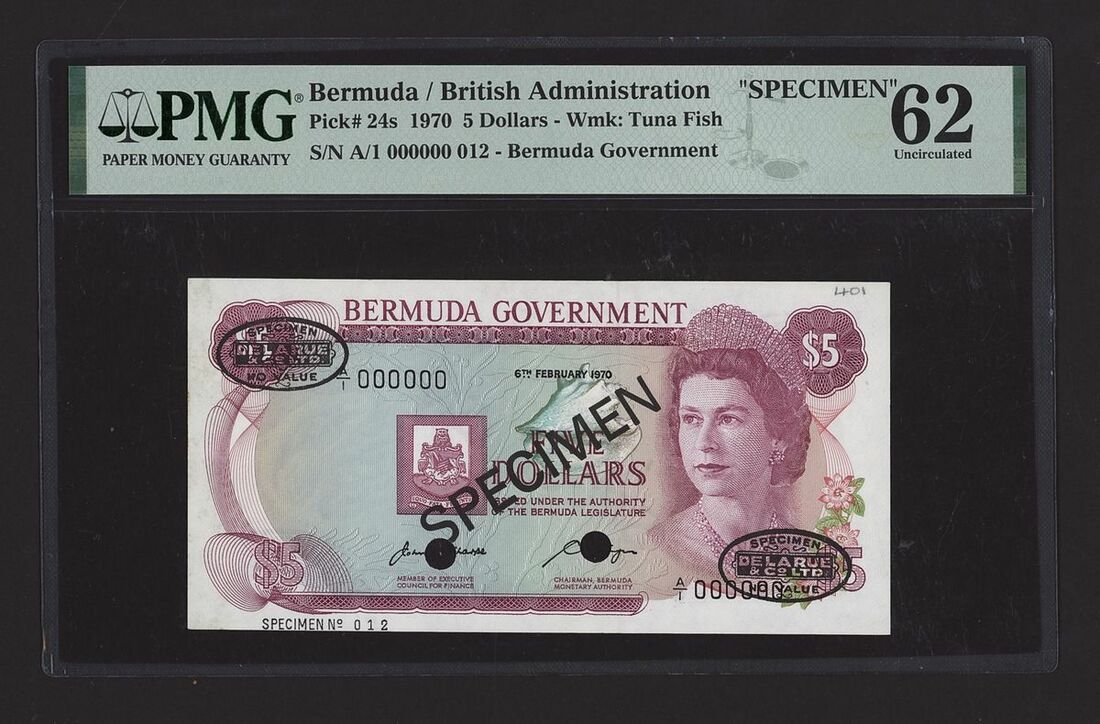 PMG®
PAPER MONEY GUARANTY
Bermuda / British Administration
Pick# 24s 1970 5 Dollars - Wmk: Tuna Fish
S/N A/1 000000 012 - Bermuda Government
"SPECIMEN"
62
Uncirculated
401
BERMUDA GOVERNMENT
$5
SPECIMEN
DE LA RUE
& CO LTD.
NO VALUE
A/1 000000
6TH FEBRUARY 1970
SPECIMEN
FIVE
DOLLARS
ISSUED UNDER THE AUTHORITY
OF THE BERMUDA LEGISLATURE
$5
MEMBER OF EXECUTIVE
COUNCIL FOR FINANCE
CHAIRMAN, BERMUDA
MONETARY AUTHORITY
SPECIMEN
DE LA RUE
& CO LTD.
NO VALUE
A/1 000000
SPECIMEN Nº 012